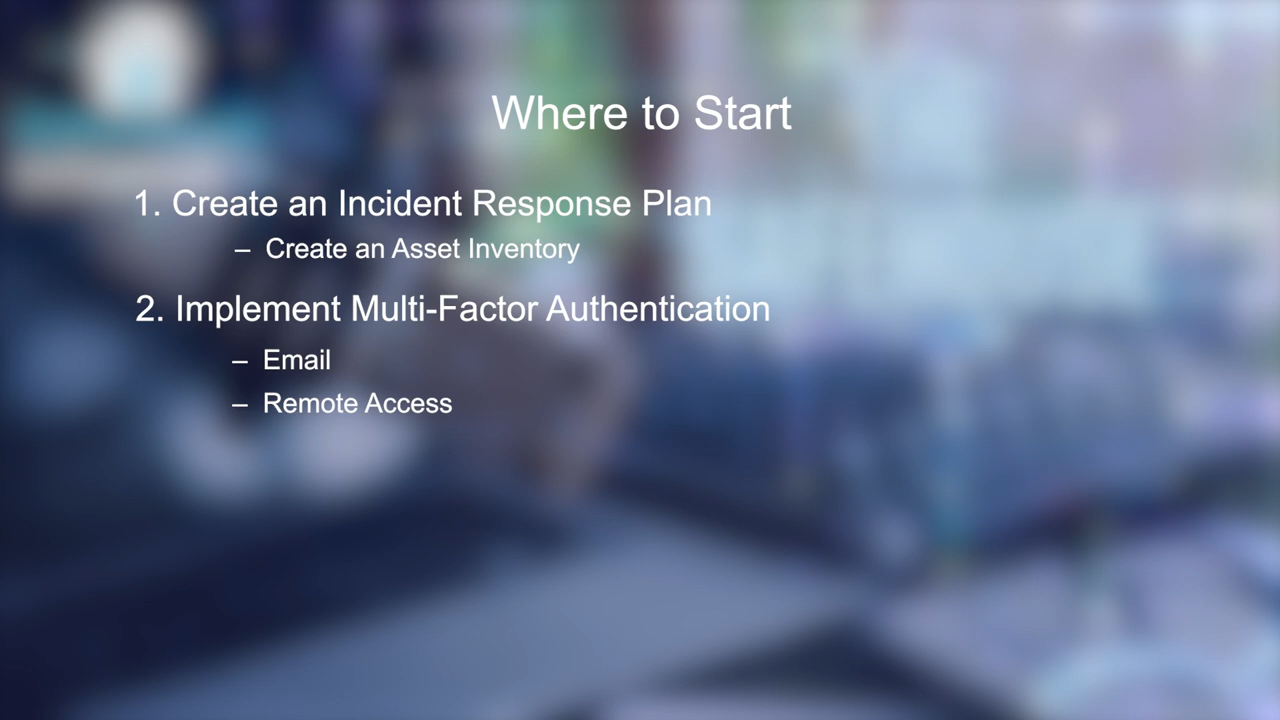 Where to Start
1. Create an Incident Response Plan
– Create an Asset Inventory
2. Implement Multi-Factor Authentication
– Email
– Remote Access